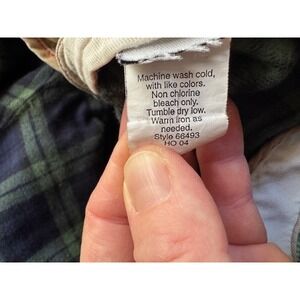 Machine wash cold,
with like colors.
Non chlorine
bleach only.
Tumble dry low.
Warm iron as
needed.
Style 66493
HO 04